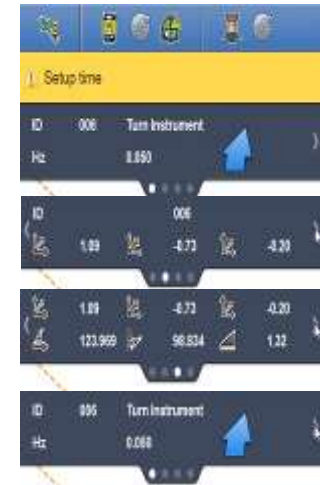 Setup time
ID 006 Turn Instrument
Hz 0.050
ID 006
1.09 -0.73 -0.20
1.09 -0.73 -0.20
123.969 98.834 1.32
ID 006 Turn Instrument
Hz 0.060